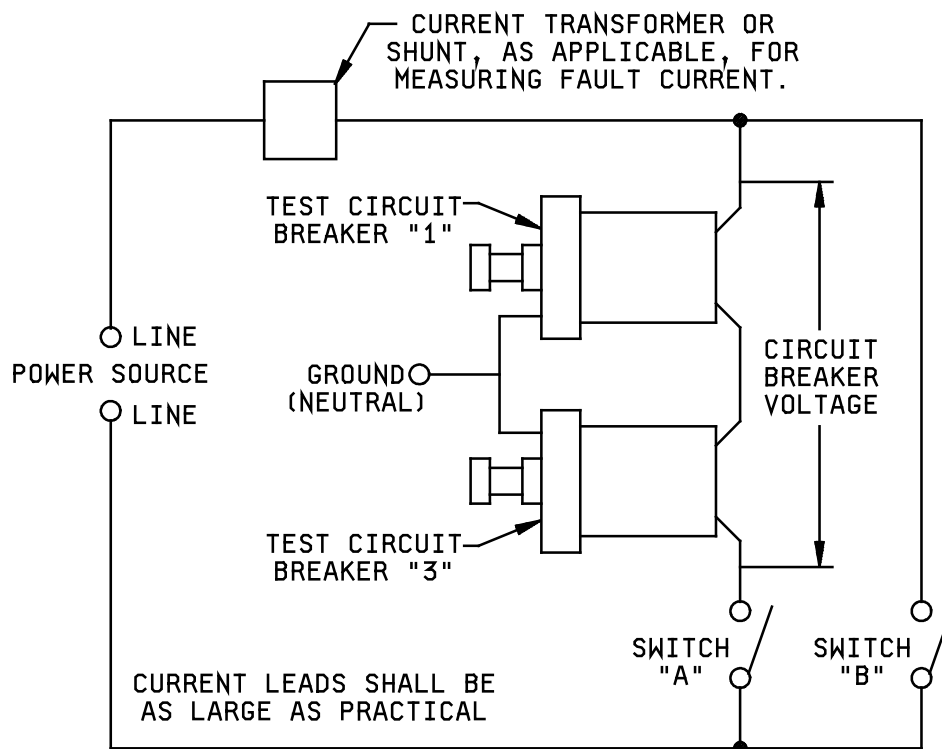 CURRENT TRANSFORMER OR
SHUNT, AS APPLICABLE, FOR
MEASURING FAULT CURRENT.
TEST CIRCUIT
BREAKER "1"
LINE
POWER SOURCE
LINE
GROUND
(NEUTRAL)
CIRCUIT
BREAKER
VOLTAGE
TEST CIRCUIT
BREAKER "3"
SWITCH
"A"
SWITCH
"B"
CURRENT LEADS SHALL BE
AS LARGE AS PRACTICAL